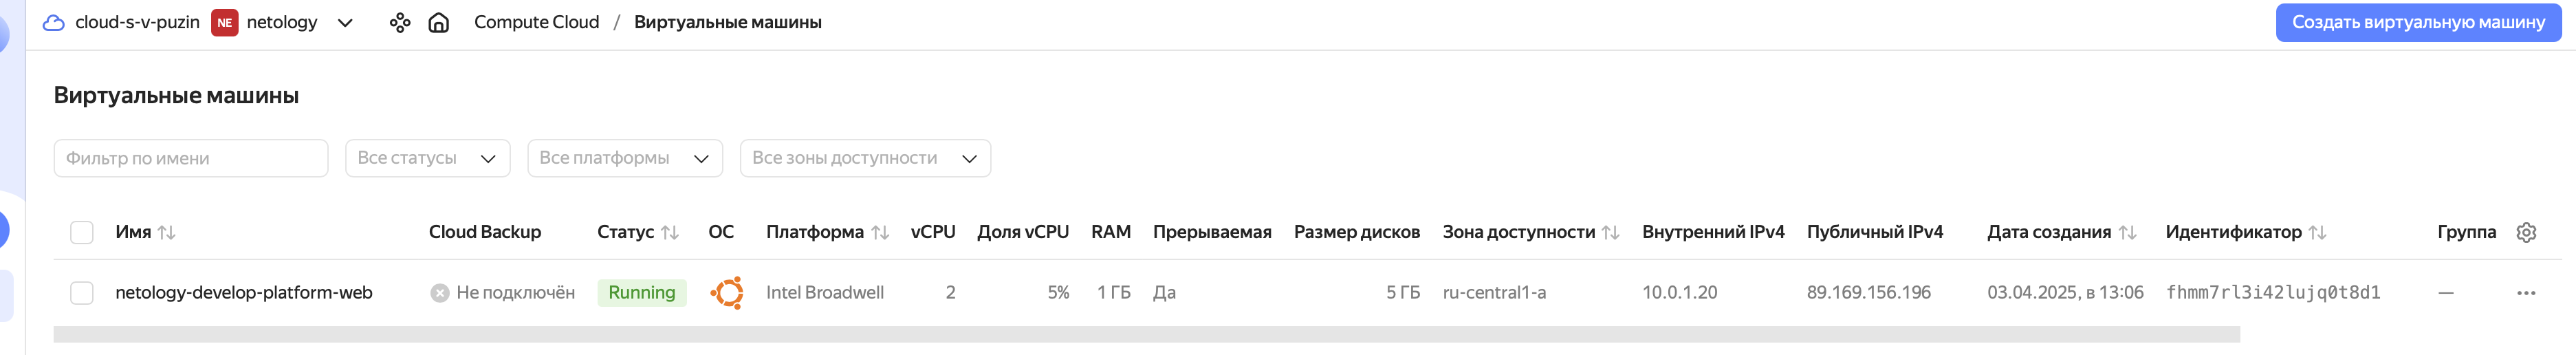 cloud-s-v-puzin NE netology Compute Cloud / Виртуальные машины Создать виртуальную машину
Виртуальные машины
Фильтр по имени Все статусы Все платформы Все зоны доступности
Имя Cloud Backup Статус ОС Платформа vCPU Доля vCPU RAM Прерываемая Размер дисков Зона доступности Внутренний IPv4 Публичный IPv4 Дата создания Идентификатор Группа
netology-develop-platform-web Не подключён Running Intel Broadwell 2 5% 1 ГБ Да 5 ГБ ru-central1-a 10.0.1.20 89.169.156.196 03.04.2025, в 13:06 fhmm7rl3i42lujq0t8d1 —